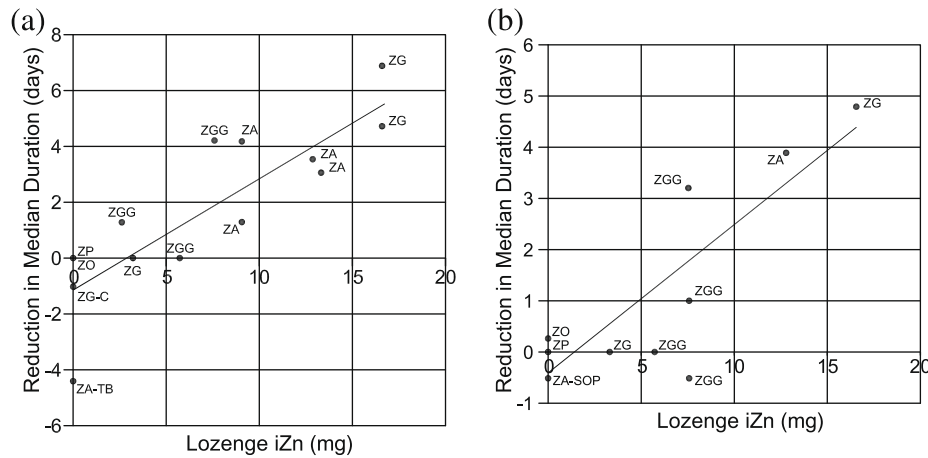 (a)
Reduction in Median Duration (days)
8
6
4
2
0
-2
-4
-6
0
5
10
15
20
Lozenge iZn (mg)
ZG
ZG
ZGG
ZA
ZA
ZA
ZGG
ZA
ZP
ZO
ZG
ZGG
ZG-C
ZA-TB
(b)
Reduction in Median Duration (days)
6
5
4
3
2
1
0
-1
0
5
10
15
20
Lozenge iZn (mg)
ZG
ZA
ZGG
ZGG
ZO
ZP
ZG
ZGG
ZA-SOP
ZGG